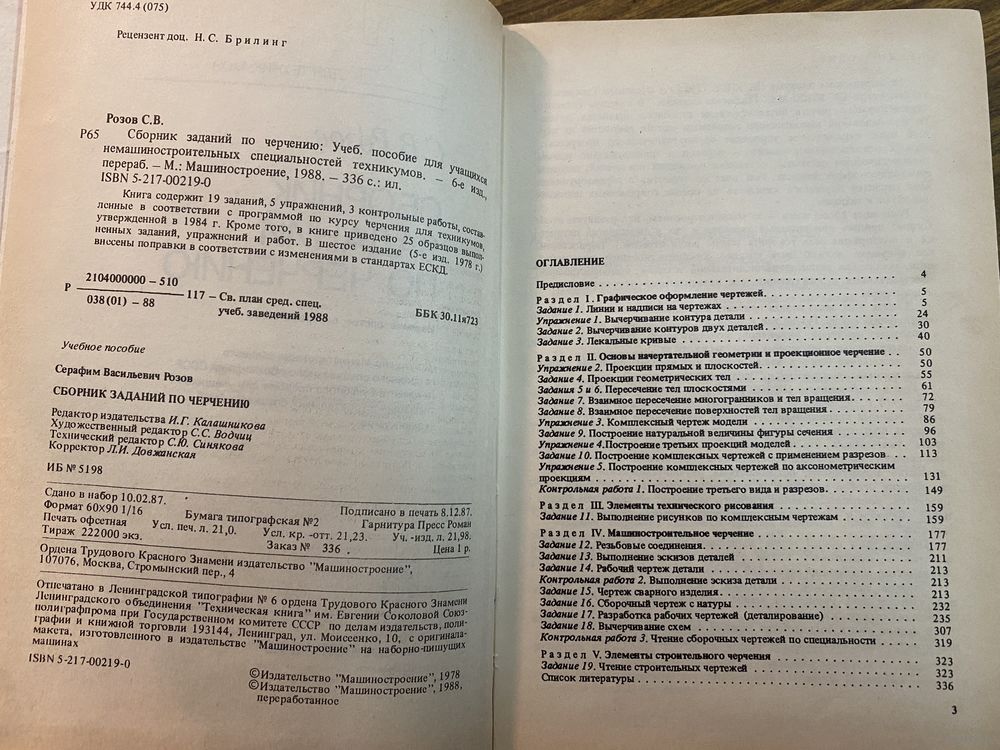 УДК 744.4 (075)
Рецензент доц. Н. С. Брилинг
Розов С.В.
Р65 Сборник заданий по черчению: Учеб. пособие для учащихся
немашиностроительных специальностей техникумов. – 6-е изд.,
перераб. – М.: Машиностроение, 1988. – 336 с.: ил.
ISBN 5-217-00219-0
Книга содержит 19 заданий, 5 упражнений, 3 контрольные работы, состав-
ленные в соответствии с программой по курсу Черчения для техникумов,
утвержденной в 1984 г. Кроме того, в книге приведено 25 образцов выпол-
ненных заданий, упражнений и работ. В шестое издание (5-е изд. 1978 г.)
внесены поправки в соответствии с изменениями в стандартах ЕСКД.
Р 2104000000 – 510
038 (01) – 88
117 – Св. план сред. спец.
учеб. заведений 1988
ББК 30.11я723
Учебное пособие
Серафим Васильевич Розов
СБОРНИК ЗАДАНИЙ ПО ЧЕРЧЕНИЮ
Редактор издательства И.Г. Калашникова
Художественный редактор С.С. Водчиц
Технический редактор С.Ю. Синякова
Корректор Л.И. Довжанская
ИБ № 5198
Сдано в набор 10.02.87. Подписано в печать 8.12.87.
Формат 60Х90 1/16 Бумага типографская №2 Гарнитура Пресс Роман
Печать офсетная Усл. печ. л. 21,0. Усл. кр. -отт. 21,23. Уч. -изд. л. 21,98.
Тираж 222000 экз. Заказ № 336 . Цена 1 р.
Ордена Трудового Красного Знамени издательство "Машиностроение",
107076, Москва, Стромынский пер., 4
Отпечатано в Ленинградской типографии № 6 ордена Трудового Красного Знамени
Ленинградского объединения "Техническая книга" им. Евгении Соколовой Союз-
полиграфпрома при Государственном комитете СССР по делам издательств, поли-
графии и книжной торговли 193144, Ленинград, ул. Моисеенко, 10, с оригинала-
макета, изготовленного в издательстве "Машиностроение" на наборно-пишущих
машинах
ISBN 5-217-00219-0
©Издательство "Машиностроение", 1978
©Издательство "Машиностроение", 1988,
переработанное
ОГЛАВЛЕНИЕ
Предисловие 4
Раздел I. Графическое оформление чертежей 5
Задание 1. Линии и надписи на чертежах 5
Упражнение 1. Вычерчивание контура детали 24
Задание 2. Вычерчивание контуров двух деталей 30
Задание 3. Лекальные кривые 40
Раздел II. Основы начертательной геометрии и проекционное черчение 50
Упражнение 2. Проекции прямых и плоскостей 50
Задание 4. Проекции геометрических тел 55
Задания 5 и 6. Пересечение тел плоскостями 61
Задание 7. Взаимное пересечение многогранников и тел вращения 72
Задание 8. Взаимное пересечение поверхностей тел вращения 79
Упражнение 3. Комплексный чертеж модели 86
Задание 9. Построение натуральной величины фигуры сечения 96
Упражнение 4. Построение третьих проекций моделей 103
Задание 10. Построение комплексных чертежей с применением разрезов 113
Упражнение 5. Построение комплексных чертежей по аксонометрическим
проекциям 131
Контрольная работа 1. Построение третьего вида и разрезов 149
Раздел III. Элементы технического рисования 159
Задание 11. Выполнение рисунков по комплексным чертежам 159
Раздел IV. Машиностроительное черчение 177
Задание 12. Резьбовые соединения 177
Задание 13. Выполнение эскизов деталей 211
Задание 14. Рабочий чертеж детали 213
Контрольная работа 2. Выполнение эскиза детали 213
Задание 15. Чертеж сварного изделия 213
Задание 16. Сборочный чертеж с натуры 232
Задание 17. Разработка рабочих чертежей (деталирование) 235
Задание 18. Вычерчивание схем 307
Контрольная работа 3. Чтение сборочных чертежей по специальности 319
Раздел V. Элементы строительного черчения 323
Задание 19. Чтение строительных чертежей 323
Список литературы 336
3